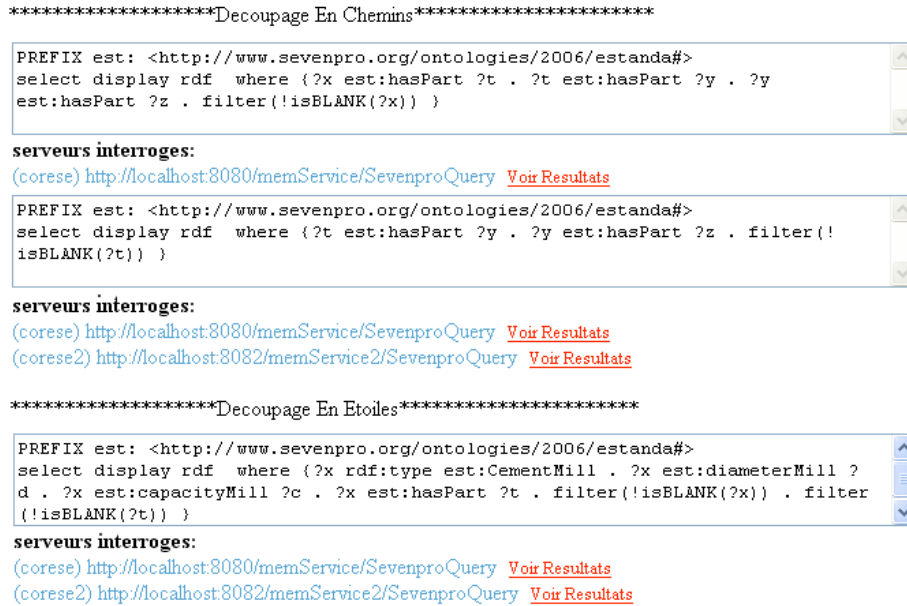 *******************Decoupage En Chemins**********************
PREFIX est: <http://www.sevenpro.org/ontologies/2006/estanda#>
select display rdf  where {?x est:hasPart ?t . ?t est:hasPart ?y . ?y
est:hasPart ?z . filter(!isBLANK(?x)) }
serveurs interroges:
(corese) http://localhost:8080/memService/SevenproQuery Voir Resultats
PREFIX est: <http://www.sevenpro.org/ontologies/2006/estanda#>
select display rdf  where {?t est:hasPart ?y . ?y est:hasPart ?z . filter(!
isBLANK(?t)) }
serveurs interroges:
(corese) http://localhost:8080/memService/SevenproQuery Voir Resultats
(corese2) http://localhost:8082/memService2/SevenproQuery Voir Resultats
*******************Decoupage En Etoiles**********************
PREFIX est: <http://www.sevenpro.org/ontologies/2006/estanda#>
select display rdf  where {?x rdf:type est:CementMill . ?x est:diameterMill ?
d . ?x est:capacityMill ?c . ?x est:hasPart ?t . filter(!isBLANK(?x)) . filter
(!isBLANK(?t)) }
serveurs interroges:
(corese) http://localhost:8080/memService/SevenproQuery Voir Resultats
(corese2) http://localhost:8082/memService2/SevenproQuery Voir Resultats